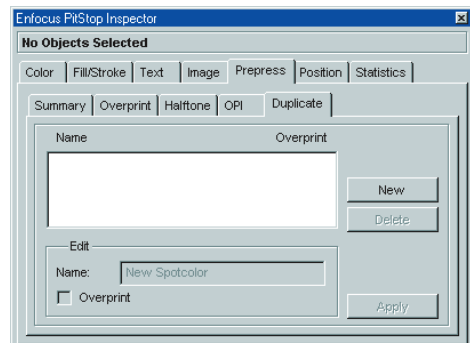 Enfocus PitStop Inspector
No Objects Selected
Color Fill/Stroke Text Image Prepress Position Statistics
Summary Overprint Halftone OPI Duplicate
Name Overprint
New
Delete
Edit
Name: New Spotcolor
Overprint
Apply